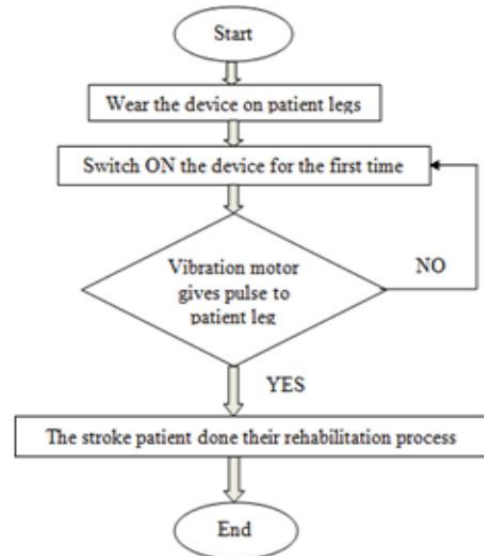 Start
Wear the device on patient legs
Switch ON the device for the first time
Vibration motor
gives pulse to
patient leg
NO
YES
The stroke patient done their rehabilitation process
End